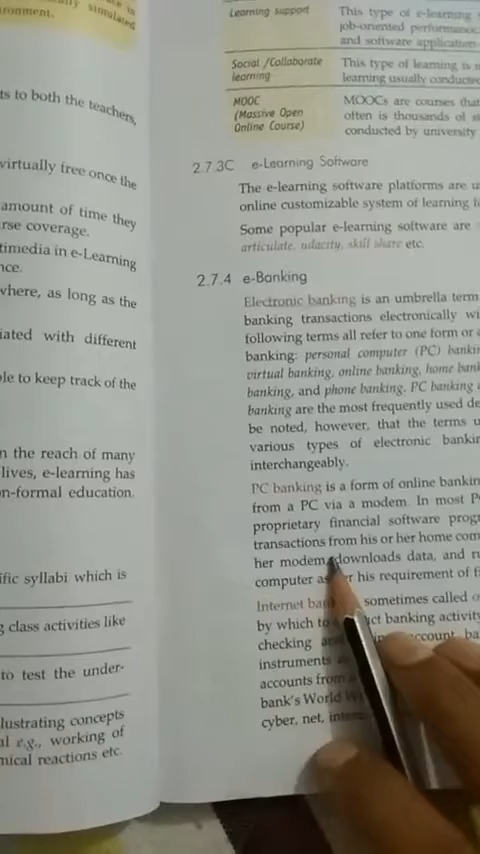 simulated
ronment.
ts to both the teachers,
virtually free once the
amount of time they
rse coverage.
timedia in e-Learning
nce.
where, as long as the
iated with different
ole to keep track of the
n the reach of many
lives, e-learning has
n-formal education.
ific syllabi which is
g class activities like
to test the under-
lustrating concepts
al e.g., working of
mical reactions etc.
Learning support
This type of e-learning
job-oriented performanc
and software application
Social /Collaborate
learning
This type of learning is
learning usually conducte
MOOC
(Massive Open
Online Course)
MOOCs are courses that
often is thousands of
conducted by university
2.7.3C e-Learning Software
The e-learning software platforms are u
online customizable system of learning
Some popular e-learning software are
articulate, udacity, skill share etc.
2.7.4 e-Banking
Electronic banking is an umbrella term
banking transactions electronically wi
following terms all refer to one form or
banking: personal computer (PC) banki
virtual banking, online banking, home ban
banking, and phone banking. PC banking
banking are the most frequently used de
be noted, however, that the terms u
various types of electronic bankin
interchangeably.
PC banking is a form of online bankin
from a PC via a modem. In most P
proprietary financial software prog
transactions from his or her home com
her modem downloads data, and ru
computer as her his requirement of f
Internet ban sometimes called
by which to uct banking activity
checking account, ba
instruments
accounts from
bank's World W
cyber, net, inter